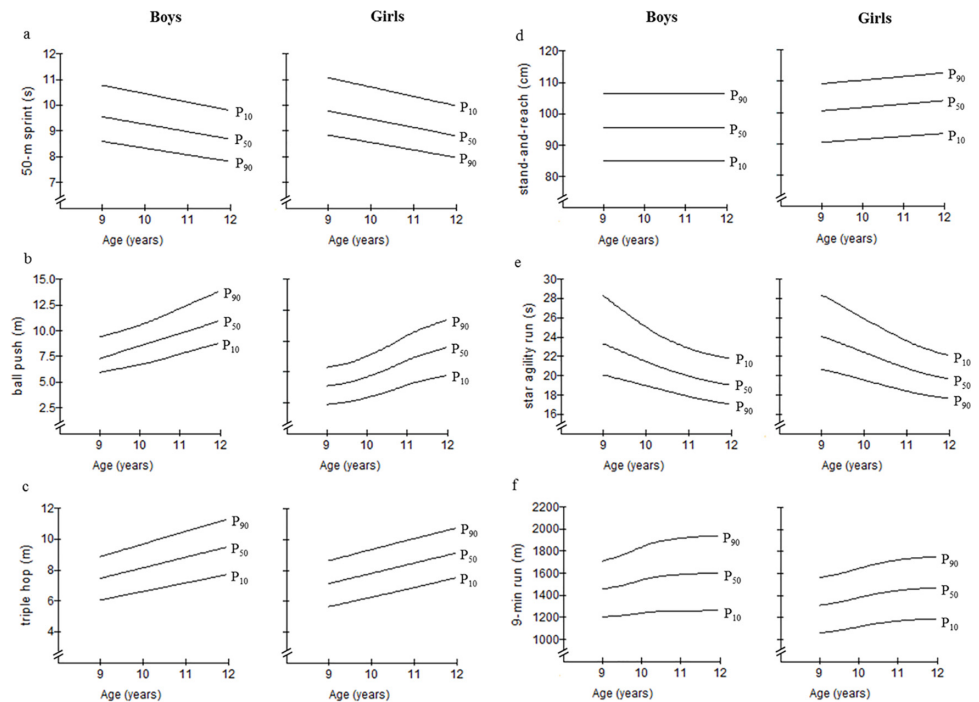 Boys
Girls
a
50-m sprint (s)
12
11
10
9
8
7
P10
P50
P90
9 10 11 12
Age (years)
P10
P50
P90
9 10 11 12
Age (years)
b
ball push (m)
15.0
12.5
10.0
7.5
5.0
2.5
P90
P50
P10
9 10 11 12
Age (years)
P90
P50
P10
9 10 11 12
Age (years)
c
triple hop (m)
12
10
8
6
4
P90
P50
P10
9 10 11 12
Age (years)
P90
P50
P10
9 10 11 12
Age (years)
Boys
Girls
d
stand-and-reach (cm)
120
110
100
90
80
P90
P50
P10
9 10 11 12
Age (years)
P90
P50
P10
9 10 11 12
Age (years)
e
star agility run (s)
30
28
26
24
22
20
18
16
P10
P50
P90
9 10 11 12
Age (years)
P10
P50
P90
9 10 11 12
Age (years)
f
9-min run (m)
2200
2000
1800
1600
1400
1200
1000
P90
P50
P10
9 10 11 12
Age (years)
P90
P50
P10
9 10 11 12
Age (years)